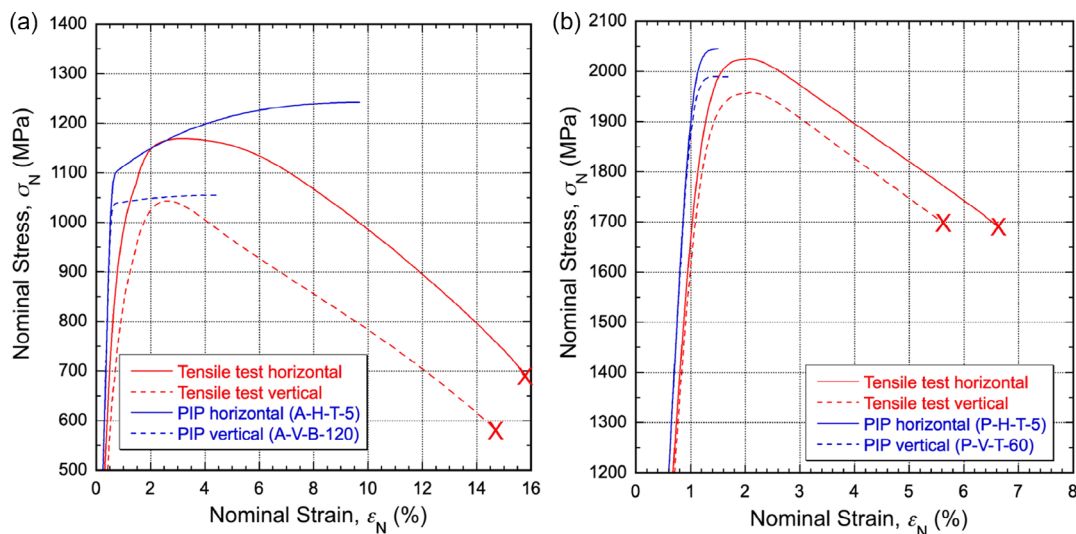 (a)
Nominal Stress, σN (MPa)
1400
1300
1200
1100
1000
900
800
700
600
500
Tensile test horizontal
Tensile test vertical
PIP horizontal (A-H-T-5)
PIP vertical (A-V-B-120)
0 2 4 6 8 10 12 14 16
Nominal Strain, εN (%)
(b)
Nominal Stress, σN (MPa)
2100
2000
1900
1800
1700
1600
1500
1400
1300
1200
Tensile test horizontal
Tensile test vertical
PIP horizontal (P-H-T-5)
PIP vertical (P-V-T-60)
0 1 2 3 4 5 6 7 8
Nominal Strain, εN (%)